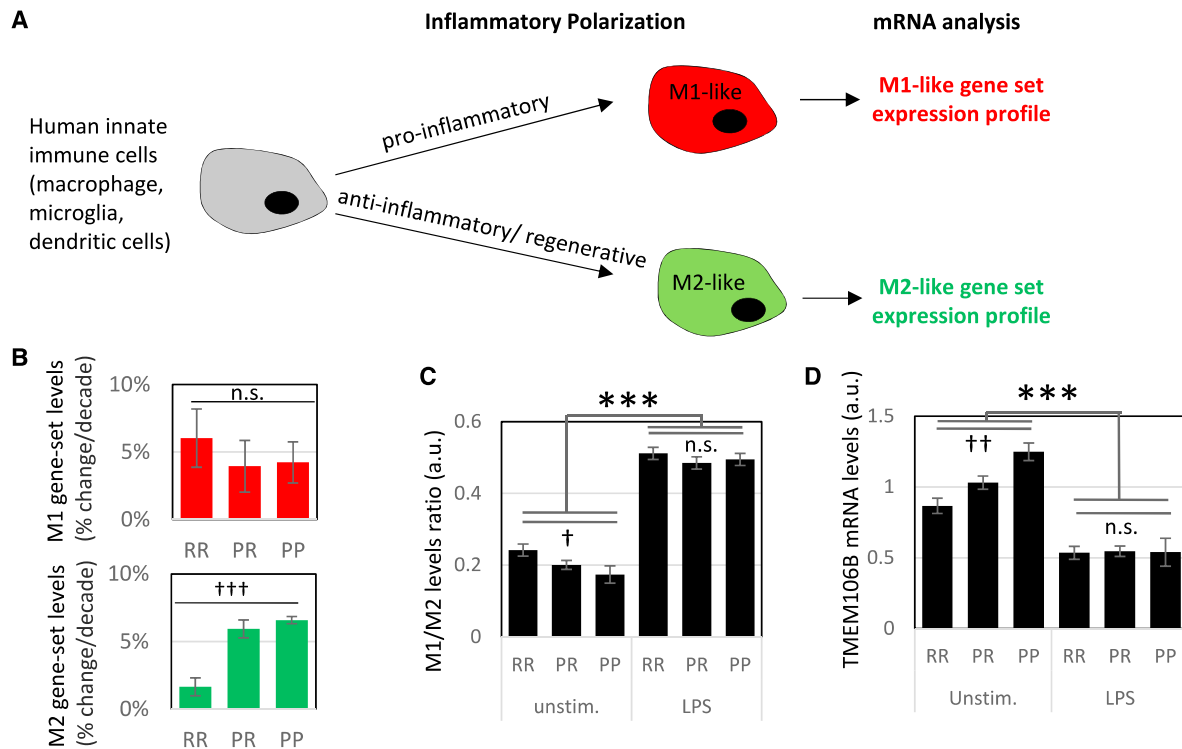 A
Inflammatory Polarization
mRNA analysis
Human innate
immune cells
(macrophage,
microglia,
dendritic cells)
pro-inflammatory
anti-inflammatory/ regenerative
M1-like
M2-like
M1-like gene set
expression profile
M2-like gene set
expression profile
B
M1 gene-set levels
(% change/decade)
10%
5%
0%
n.s.
RR PR PP
M2 gene-set levels
(% change/decade)
10%
5%
0%
†††
RR PR PP
C
M1/M2 levels ratio (a.u.)
0.6
0.4
0.2
0
***
†
n.s.
RR PR PP RR PR PP
unstim. LPS
D
TMEM106B mRNA levels (a.u.)
1.5
1
0.5
0
***
††
n.s.
RR PR PP RR PR PP
Unstim. LPS